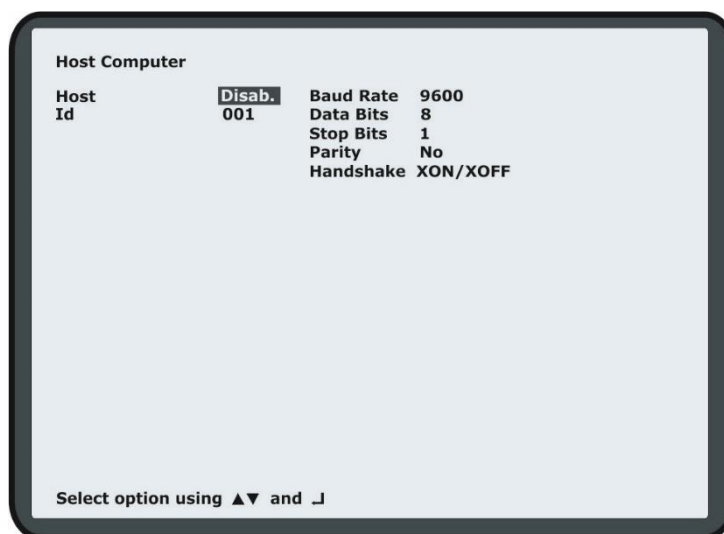 Host Computer
Host Disab. Baud Rate 9600
Id 001 Data Bits 8
Stop Bits 1
Parity No
Handshake XON/XOFF
Select option using ▲▼ and ↵